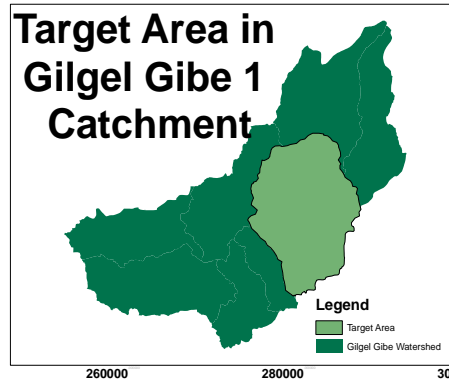 Target Area in
Gilgel Gibe 1
Catchment
Legend
Target Area
Gilgel Gibe Watershed
260000
280000